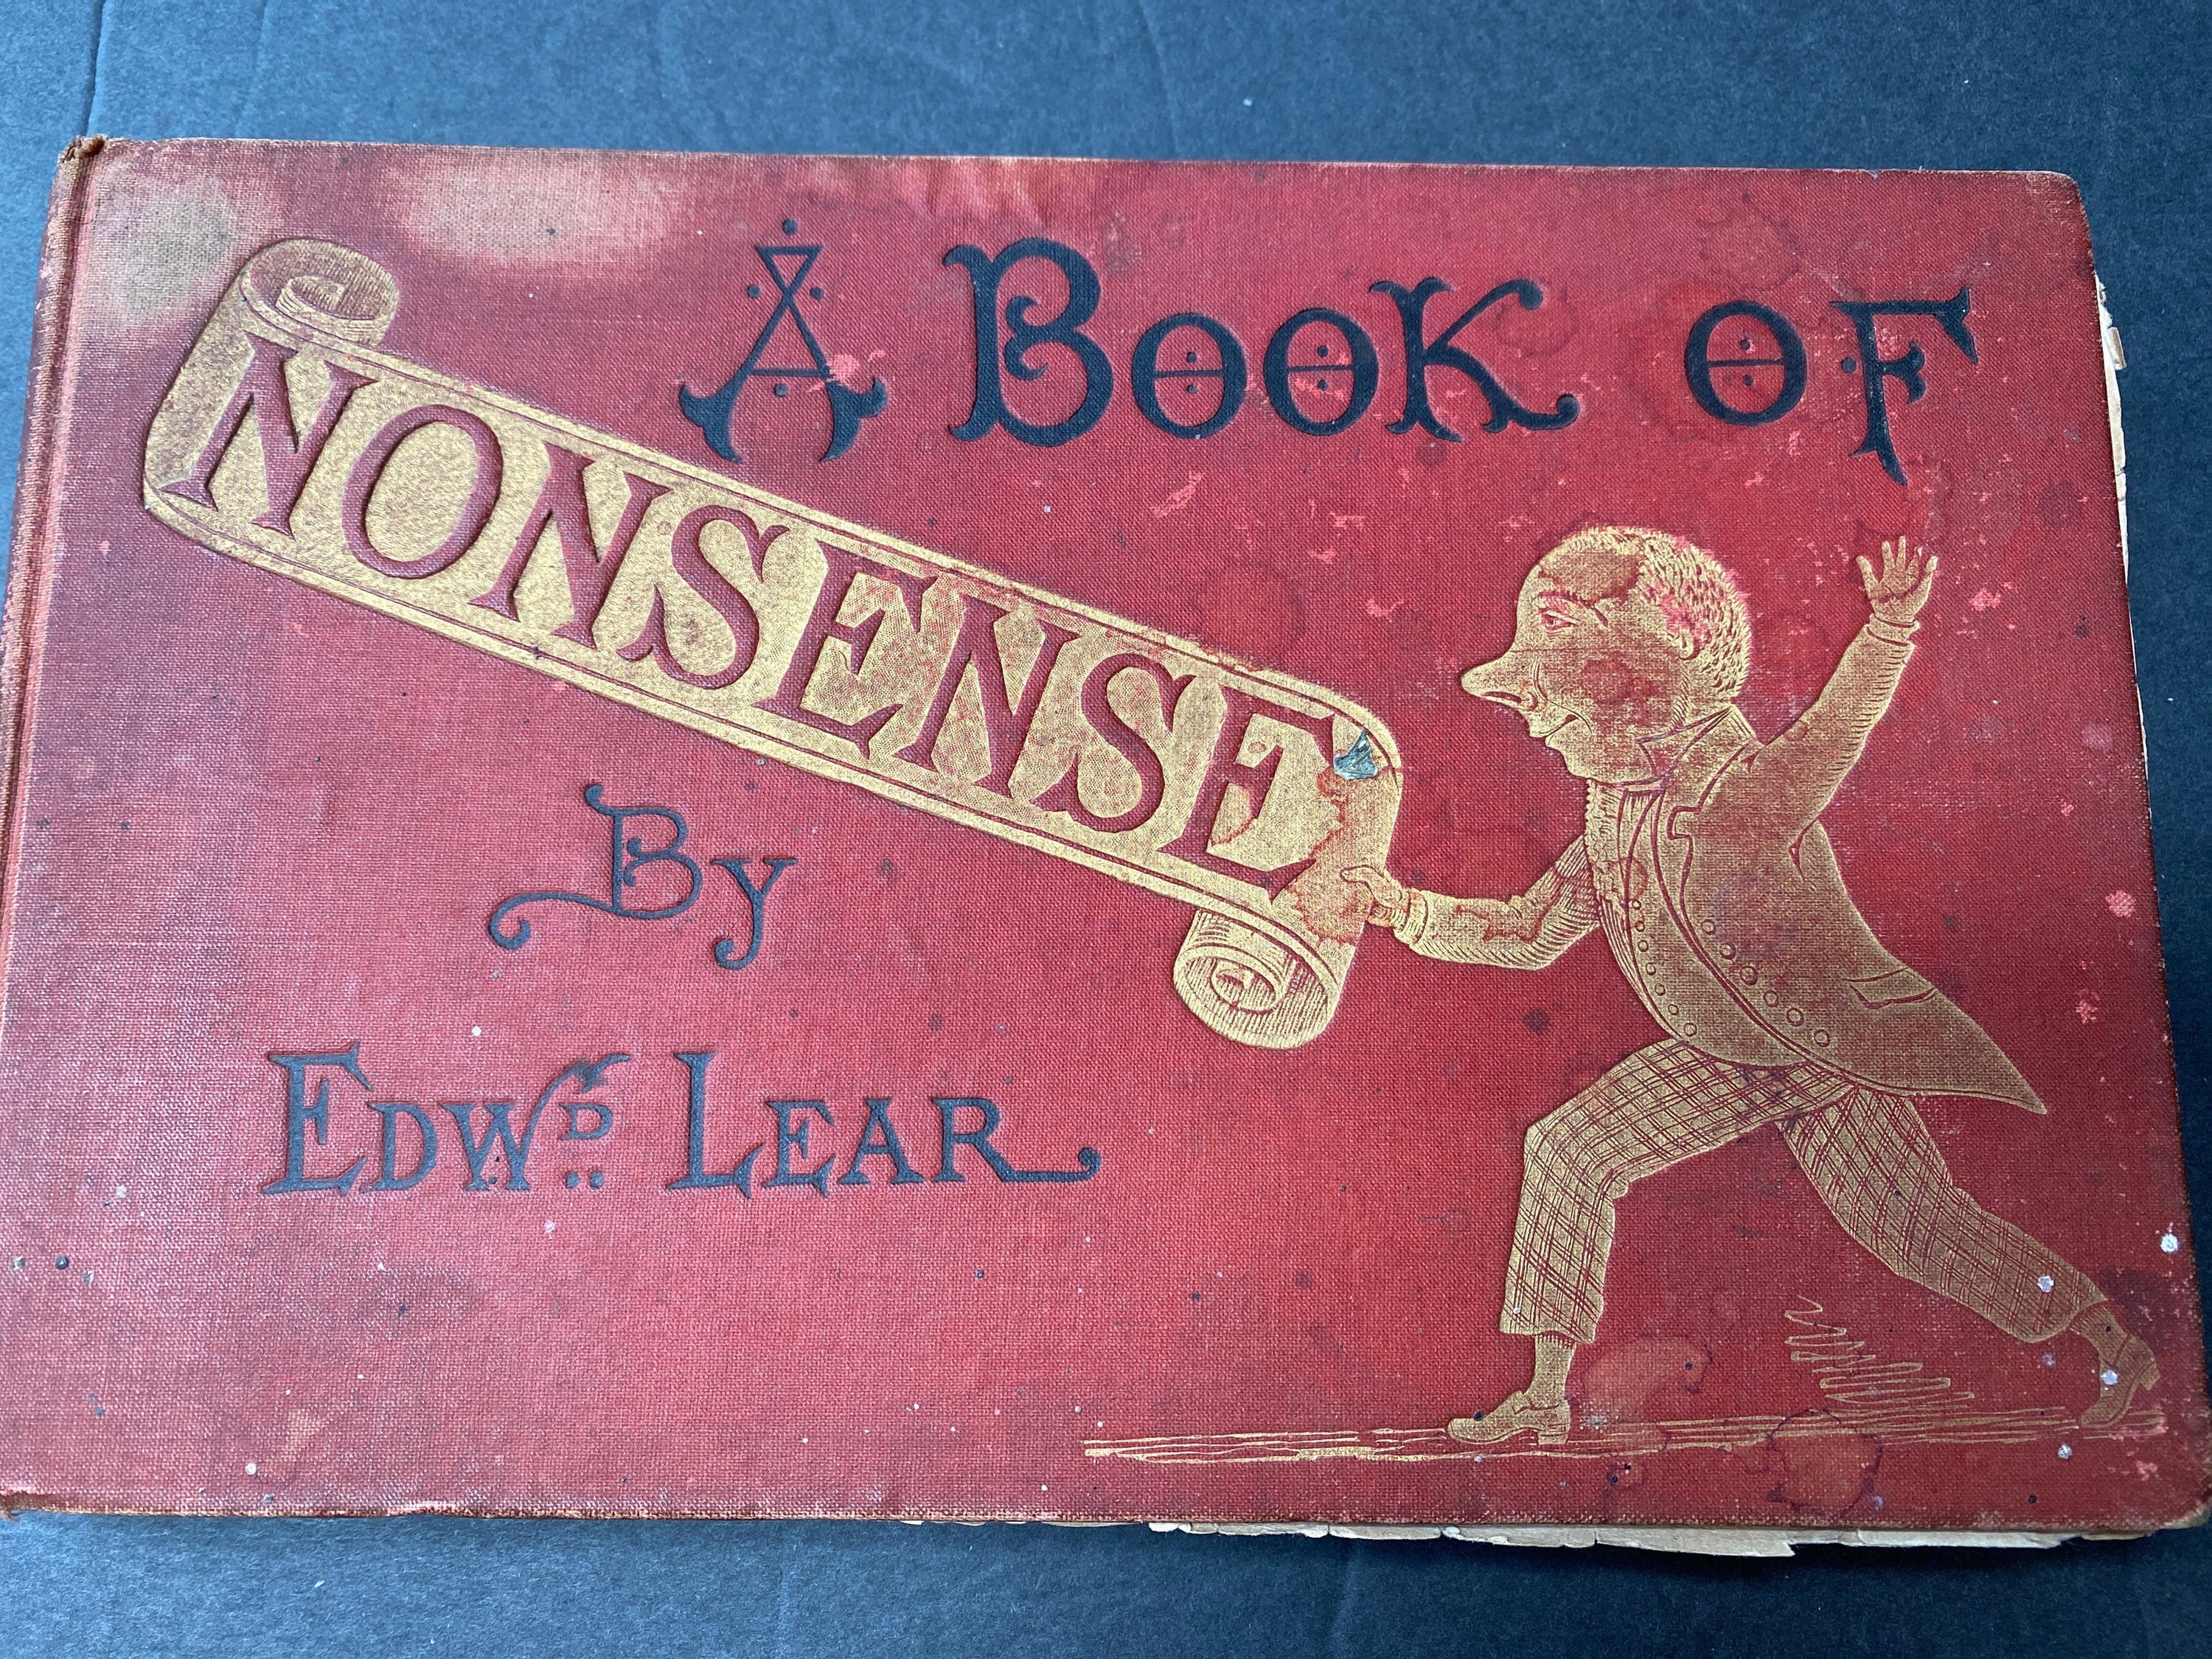 A BOOK OF
NONSENSE
BY
EDWD. LEAR